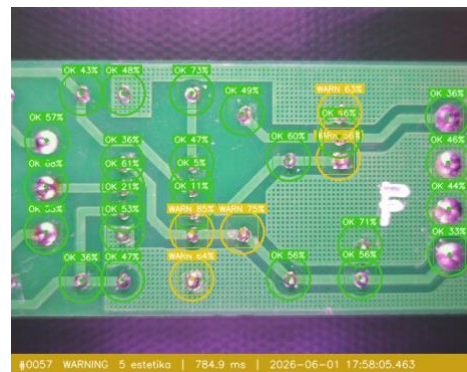 OK 43%
OK 48%
OK 73%
WARN 63%
OK 49%
OK 36%
OK 57%
OK 66%
OK 36%
OK 47%
OK 60%
WARN 56%
OK 46%
OK 61%
OK 5%
OK 21%
OK 11%
OK 44%
OK 53%
WARN 85%
WARN 75%
OK 71%
OK 33%
OK 36%
OK 47%
WARN 64%
OK 56%
OK 56%
#0057 WARNING 5 estetika | 784.9 ms | 2026-06-01 17:58:05.463